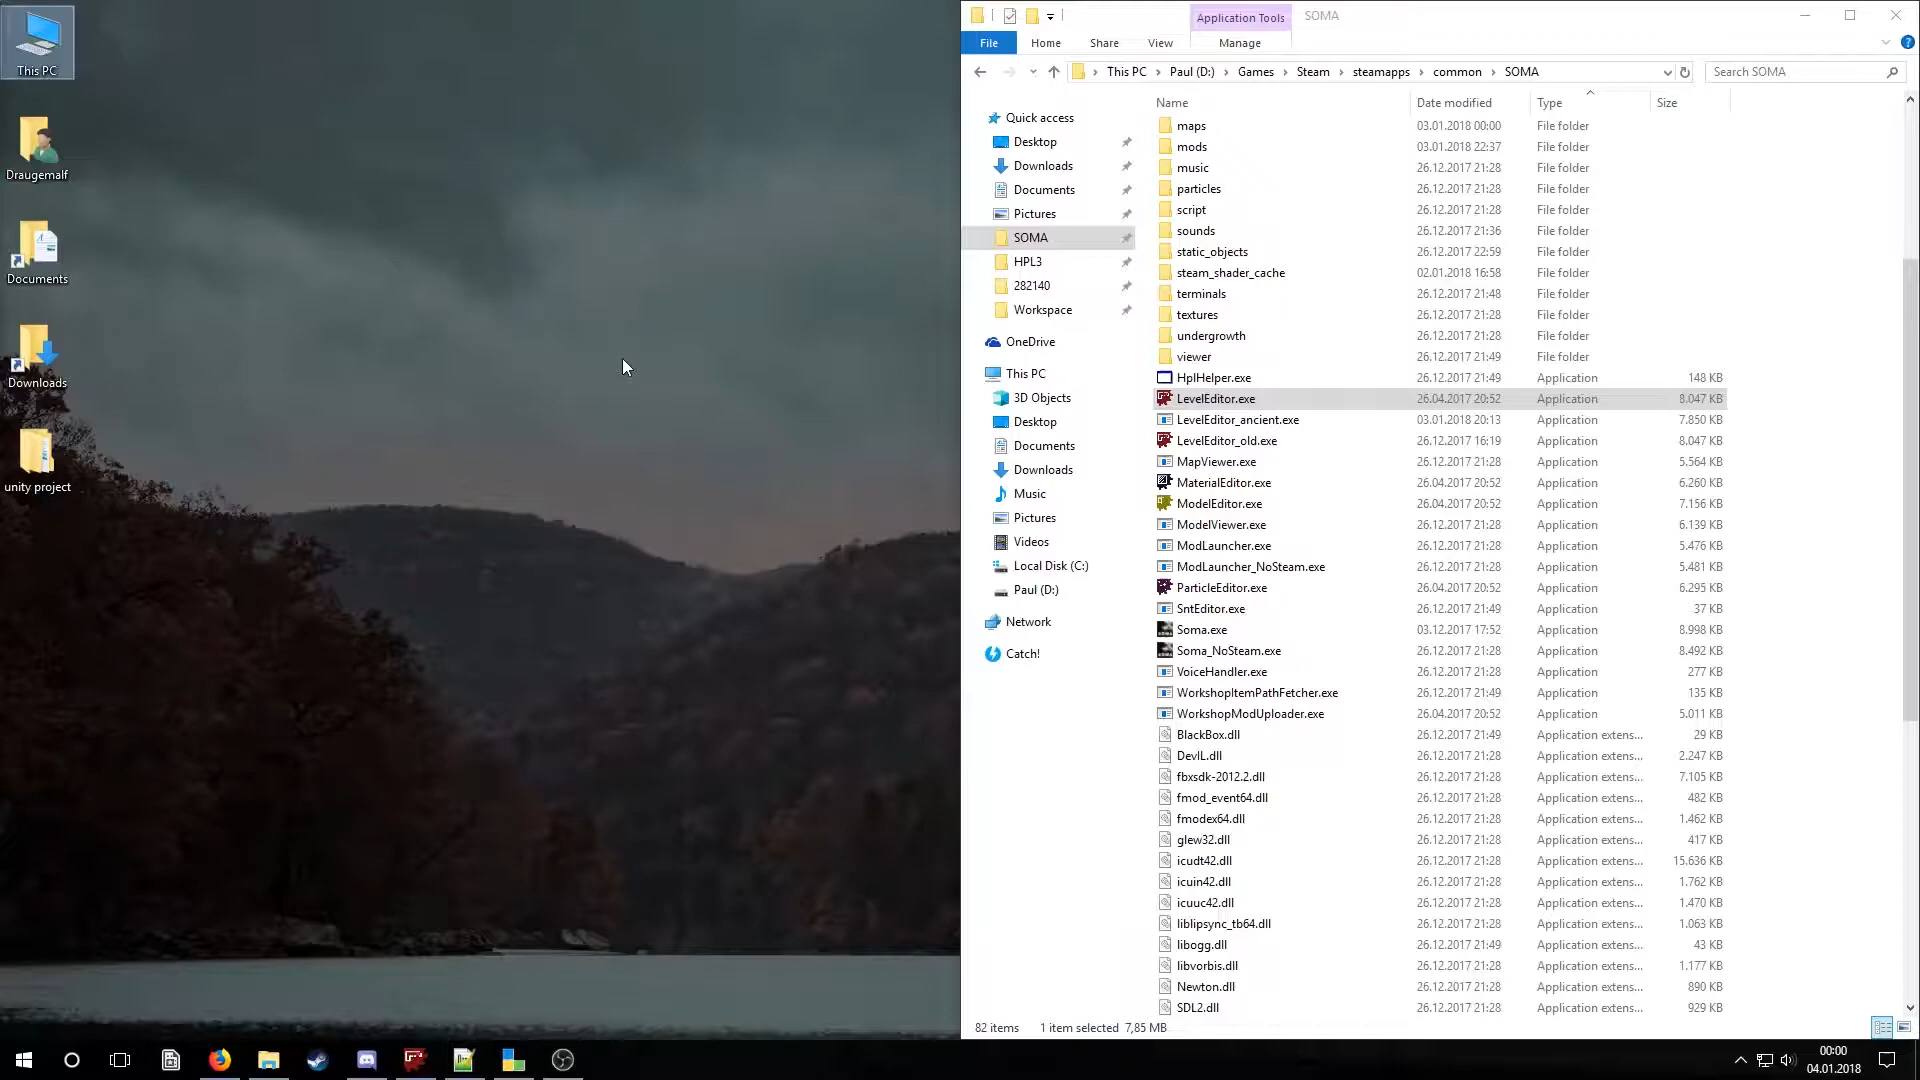 This PC
Draugemalf
Documents
Downloads
unity project
Application Tools
SOMA
File
Home
Share
View
Manage
This PC
Paul (D:)
Games
Steam
steamapps
common
SOMA
Search SOMA
Quick access
Desktop
Downloads
Documents
Pictures
SOMA
HPL3
282140
Workspace
OneDrive
This PC
3D Objects
Desktop
Documents
Downloads
Music
Pictures
Videos
Local Disk (C:)
Paul (D:)
Network
Catch!
Name Date modified Type Size
maps 03.01.2018 00:00 File folder
mods 03.01.2018 22:37 File folder
music 26.12.2017 21:28 File folder
particles 26.12.2017 21:28 File folder
script 26.12.2017 21:28 File folder
sounds 26.12.2017 21:36 File folder
static_objects 26.12.2017 22:59 File folder
steam_shader_cache 02.01.2018 16:58 File folder
terminals 26.12.2017 21:48 File folder
textures 26.12.2017 21:28 File folder
undergrowth 26.12.2017 21:28 File folder
viewer 26.12.2017 21:49 File folder
HplHelper.exe 26.12.2017 21:49 Application 148 KB
LevelEditor.exe 26.04.2017 20:52 Application 8.047 KB
LevelEditor_ancient.exe 03.01.2018 20:13 Application 7.850 KB
LevelEditor_old.exe 26.12.2017 16:19 Application 8.047 KB
MapViewer.exe 26.12.2017 21:28 Application 5.564 KB
MaterialEditor.exe 26.04.2017 20:52 Application 6.260 KB
ModelEditor.exe 26.04.2017 20:52 Application 7.156 KB
ModelViewer.exe 26.12.2017 21:28 Application 6.139 KB
ModLauncher.exe 26.12.2017 21:28 Application 5.476 KB
ModLauncher_NoSteam.exe 26.12.2017 21:28 Application 5.481 KB
ParticleEditor.exe 26.04.2017 20:52 Application 6.295 KB
SntEditor.exe 26.12.2017 21:49 Application 37 KB
Soma.exe 03.12.2017 17:52 Application 8.998 KB
Soma_NoSteam.exe 26.12.2017 21:28 Application 8.492 KB
VoiceHandler.exe 26.12.2017 21:28 Application 277 KB
WorkshopItemPathFetcher.exe 26.12.2017 21:49 Application 135 KB
WorkshopModUploader.exe 26.04.2017 20:52 Application 5.011 KB
BlackBox.dll 26.12.2017 21:49 Application extens... 29 KB
DevIL.dll 26.12.2017 21:28 Application extens... 2.247 KB
fbxsdk-2012.2.dll 26.12.2017 21:28 Application extens... 7.105 KB
fmod_event64.dll 26.12.2017 21:28 Application extens... 482 KB
fmodex64.dll 26.12.2017 21:28 Application extens... 1.462 KB
glew32.dll 26.12.2017 21:28 Application extens... 417 KB
icudt42.dll 26.12.2017 21:28 Application extens... 15.636 KB
icuin42.dll 26.12.2017 21:28 Application extens... 1.762 KB
icuuc42.dll 26.12.2017 21:28 Application extens... 1.470 KB
liblipsync_tb64.dll 26.12.2017 21:28 Application extens... 1.063 KB
libogg.dll 26.12.2017 21:49 Application extens... 43 KB
libvorbis.dll 26.12.2017 21:28 Application extens... 1.177 KB
Newton.dll 26.12.2017 21:28 Application extens... 890 KB
SDL2.dll 26.12.2017 21:28 Application extens... 929 KB
82 items 1 item selected 7,85 MB
00:00
04.01.2018